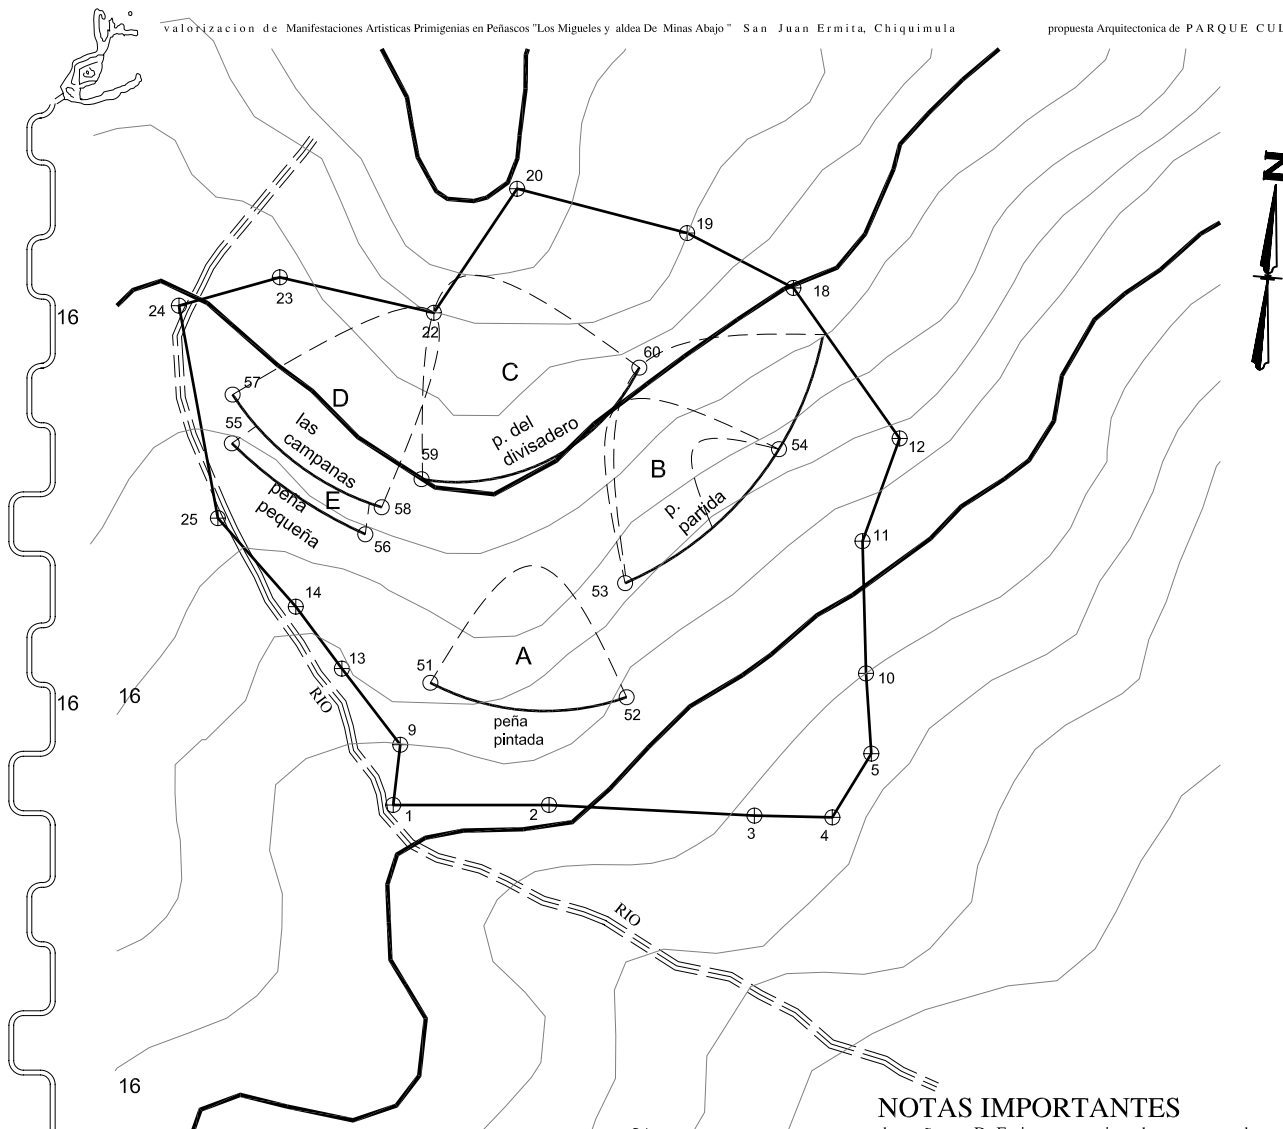 valorizacion de Manifestaciones Artisticas Primigenias en Peñascos "Los Migueles y aldea De Minas Abajo " San Juan Ermita, Chiquimula propuesta Arquitectonica de PARQUE CUL
N
20
19
18
23
24
16
22
60
C
57
D
las
campanas
p. del
divisadero
55
59
54
12
B
E
58
p.
partida
peña
pequeña
25
56
11
14
53
13
A
51
10
52
16
16
RIO
peña
pintada
9
5
1
2
3
4
RIO
16
NOTAS IMPORTANTES